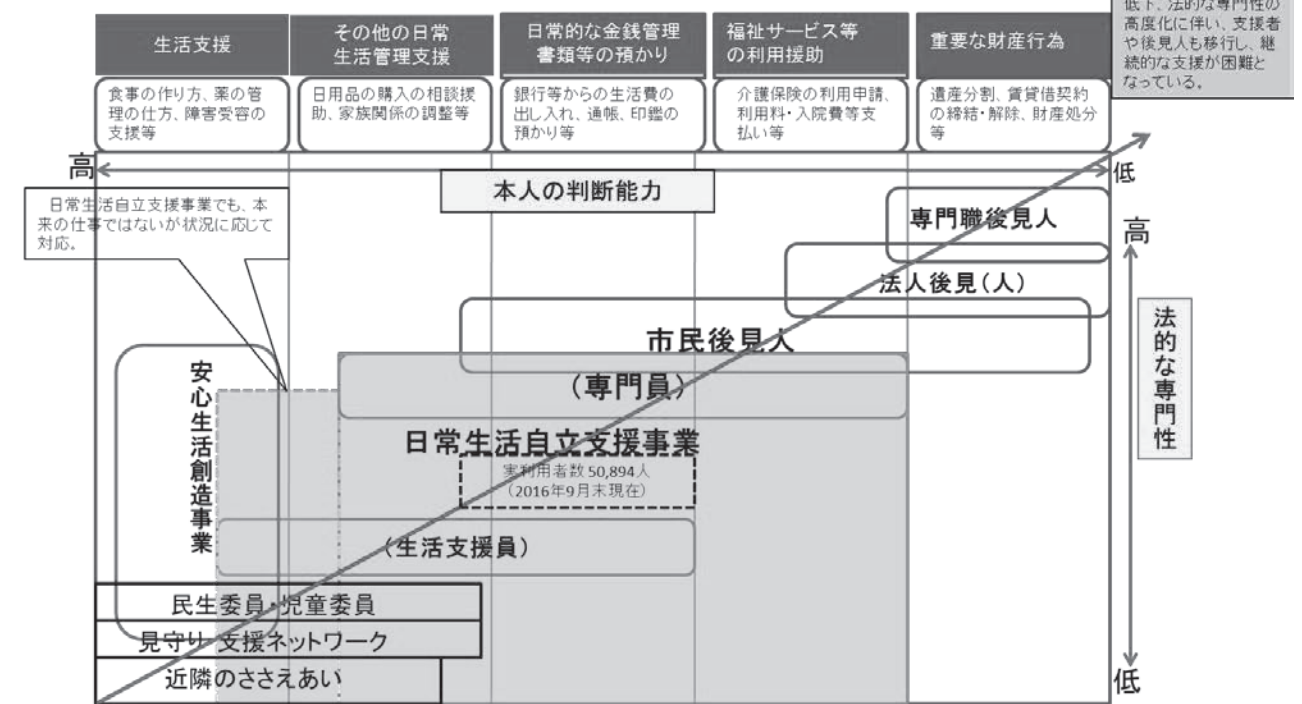 低下、法的な専門性の
高度化に伴い、支援者
や後見人も移行し、継
続的な支援が困難と
なっている。
生活支援
その他の日常
生活管理支援
日常的な金銭管理
書類等の預かり
福祉サービス等
の利用援助
重要な財産行為
食事の作り方、薬の管
理の仕方、障害受容の
支援等
日用品の購入の相談援
助、家族関係の調整等
銀行等からの生活費の
出し入れ、通帳、印鑑の
預かり等
介護保険の利用申請、
利用料・入院費等支
払い等
遺産分割、賃貸借契約
の締結・解除、財産処分
等
高
低
本人の判断能力
日常生活自立支援事業でも、本
来の仕事ではないが状況に応じて
対応。
専門職後見人
高
法人後見(人)
市民後見人
法的な専門性
(専門員)
安心生活創造事業
日常生活自立支援事業
実利用者数 50,894人
(2016年9月末現在)
(生活支援員)
民生委員・児童委員
見守り・支援ネットワーク
近隣のささえあい
低